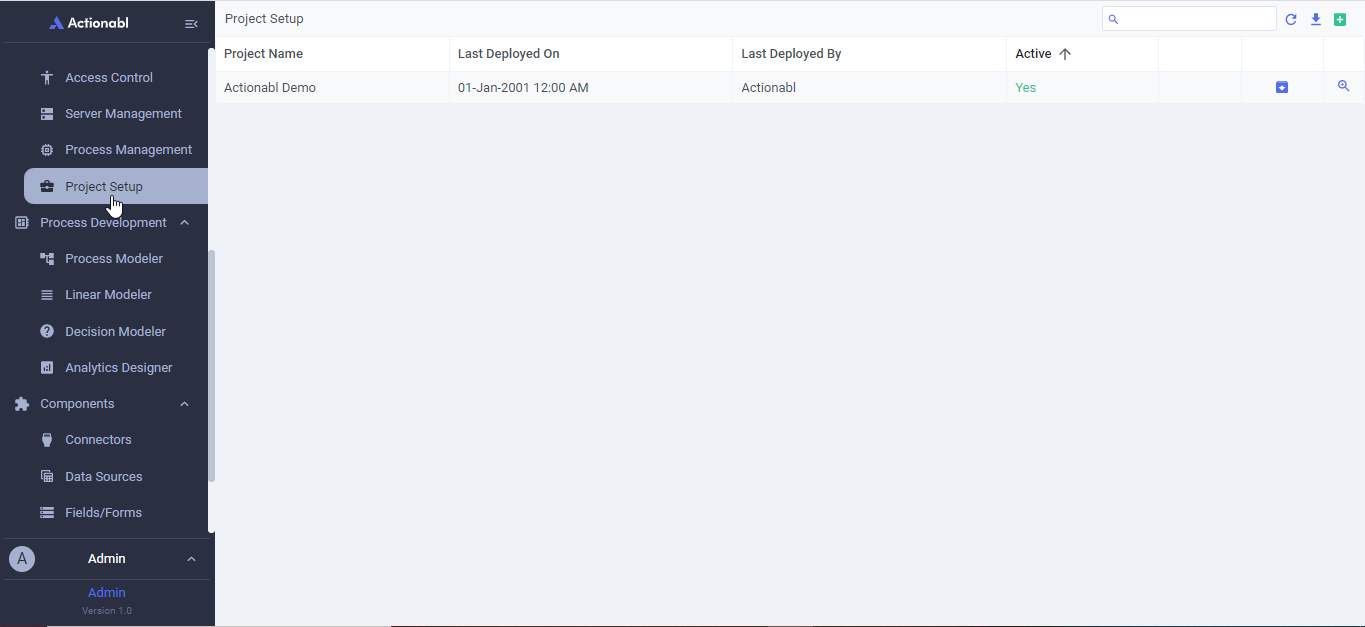 Actionabl
Access Control
Server Management
Process Management
Project Setup
Process Development
Process Modeler
Linear Modeler
Decision Modeler
Analytics Designer
Components
Connectors
Data Sources
Fields/Forms
A Admin
Admin
Version 1.0
Project Setup
Project Name Last Deployed On Last Deployed By Active
Actionabl Demo 01-Jan-2001 12:00 AM Actionabl Yes